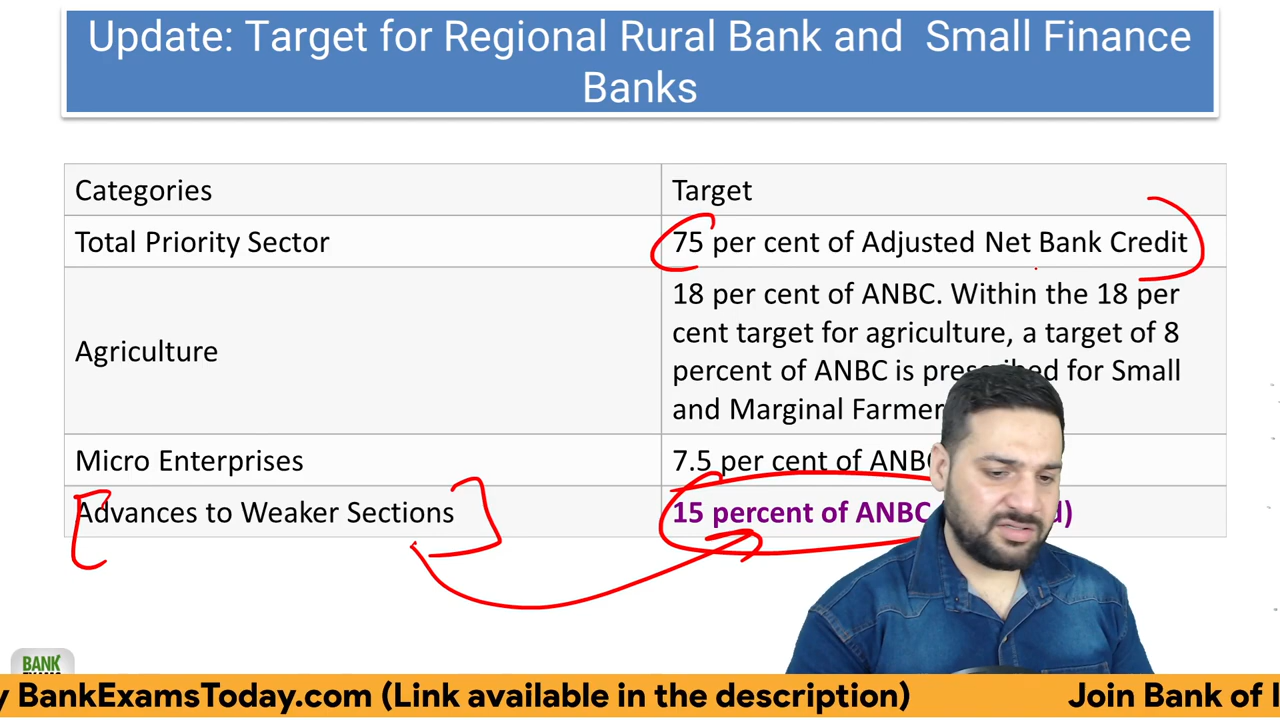 Update: Target for Regional Rural Bank and Small Finance
Banks
Categories
Target
Total Priority Sector
75 per cent of Adjusted Net Bank Credit
Agriculture
18 per cent of ANBC. Within the 18 per
cent target for agriculture, a target of 8
percent of ANBC is prescribed for Small
and Marginal Farmer
Micro Enterprises
7.5 per cent of ANBC
Advances to Weaker Sections
15 percent of ANBC
BANK
BankExamsToday.com (Link available in the description)
Join Bank of